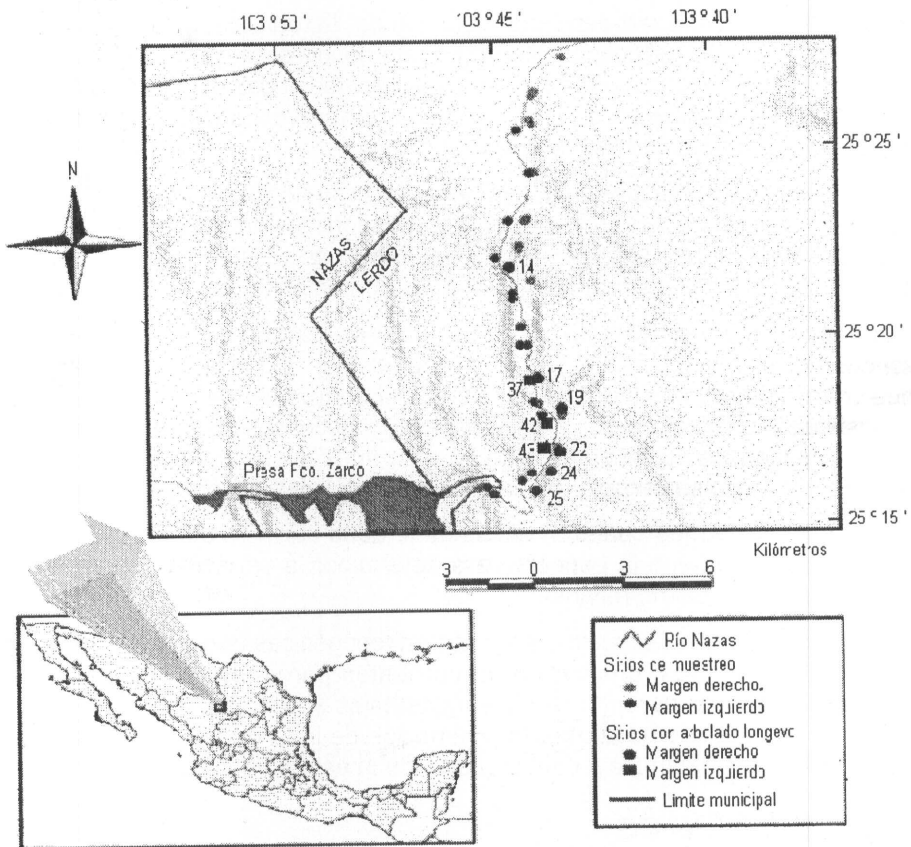 103 º 50 ' 103 º 45 ' 103 º 40 '
N
25 º 25 '
NAZAS
LERDO
14
25 º 20 '
17
37
19
42
43
22
Presa Fco. Zarco
24
25
25 º 15 '
Kilómetros
3 0 3 6
Río Nazas
Sitios de muestreo
Margen derecho.
Margen izquierdo
Sitios con arbolado longevo
Margen derecho
Margen izquierdo
Limite municipal